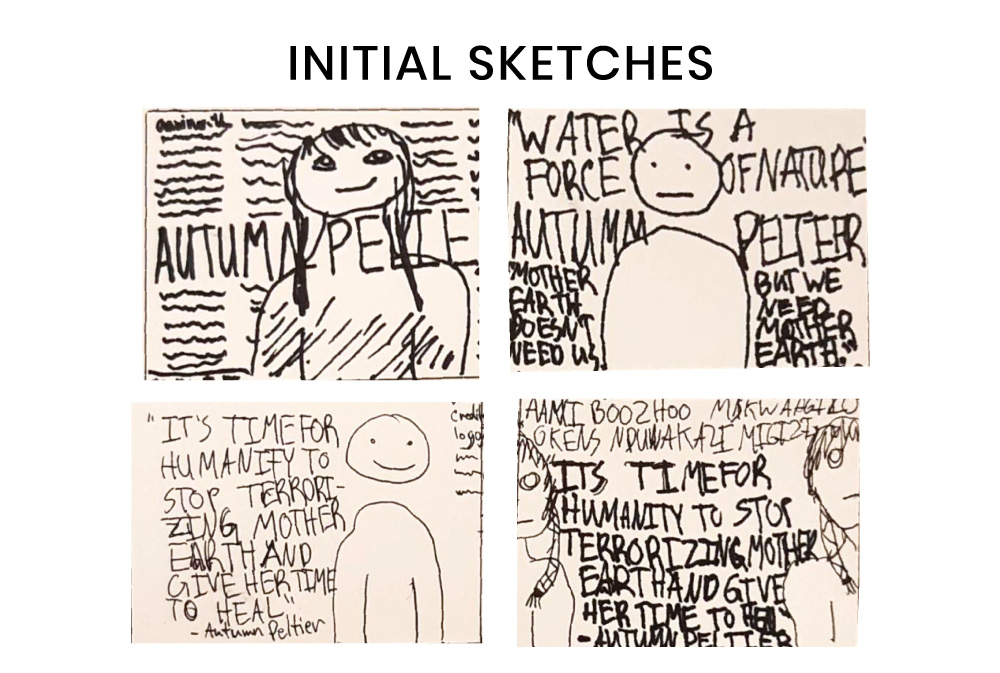 INITIAL SKETCHES
AUTUMN PELTIE
"WATER IS A
FORCE OF NATURE
AUTUMN PELTIER
"MOTHER
EARTH
DOESN'T
NEED US,
BUT WE
NEED
MOTHER
EARTH."
"IT'S TIME FOR
HUMANITY TO
STOP TERRORI-
ZING MOTHER
EARTH AND
GIVE HER TIME
TO HEAL"
- Autumn Peltier
credit
logo
AAMI BOOZHOO
ITS TIME FOR
HUMANITY TO STOP
TERRORIZING MOTHER
EARTH AND GIVE
HER TIME TO HEAL"
- AUTUMN PELTIER